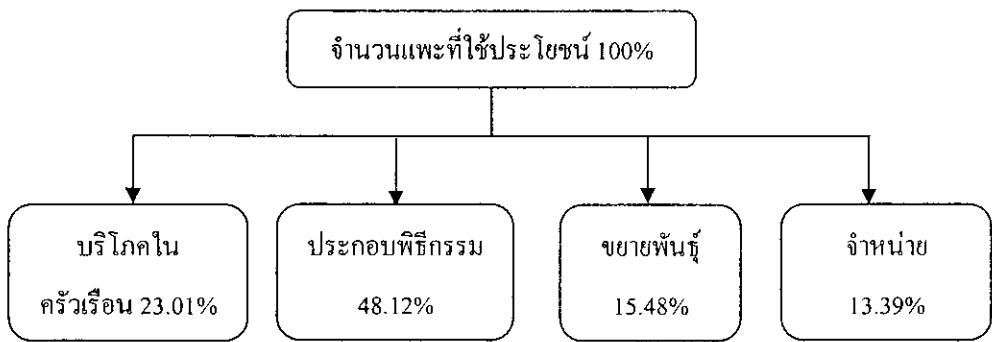 จำนวนแพะที่ใช้ประโยชน์ 100%
บริโภคใน
ครัวเรือน 23.01%
ประกอบพิธีกรรม
48.12%
ขยายพันธุ์
15.48%
จำหน่าย
13.39%